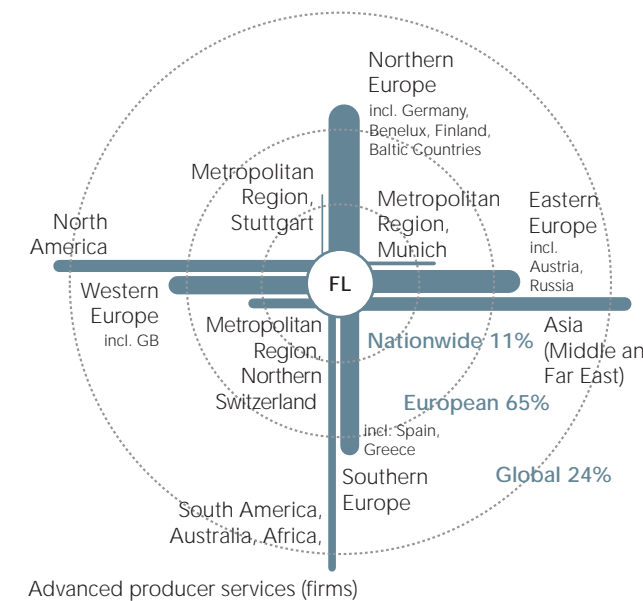 Northern
Europe
incl. Germany,
Benelux, Finland,
Baltic Countries
Metropolitan
Region,
Stuttgart
Metropolitan
Region,
Munich
Eastern
Europe
incl.
Austria,
Russia
North
America
FL
Western
Europe
incl. GB
Metropolitan
Region,
Northern
Switzerland
Nationwide 11%
Asia
(Middle an
Far East)
European 65%
incl. Spain,
Greece
Southern
Europe
Global 24%
South America,
Australia, Africa,
Advanced producer services (firms)